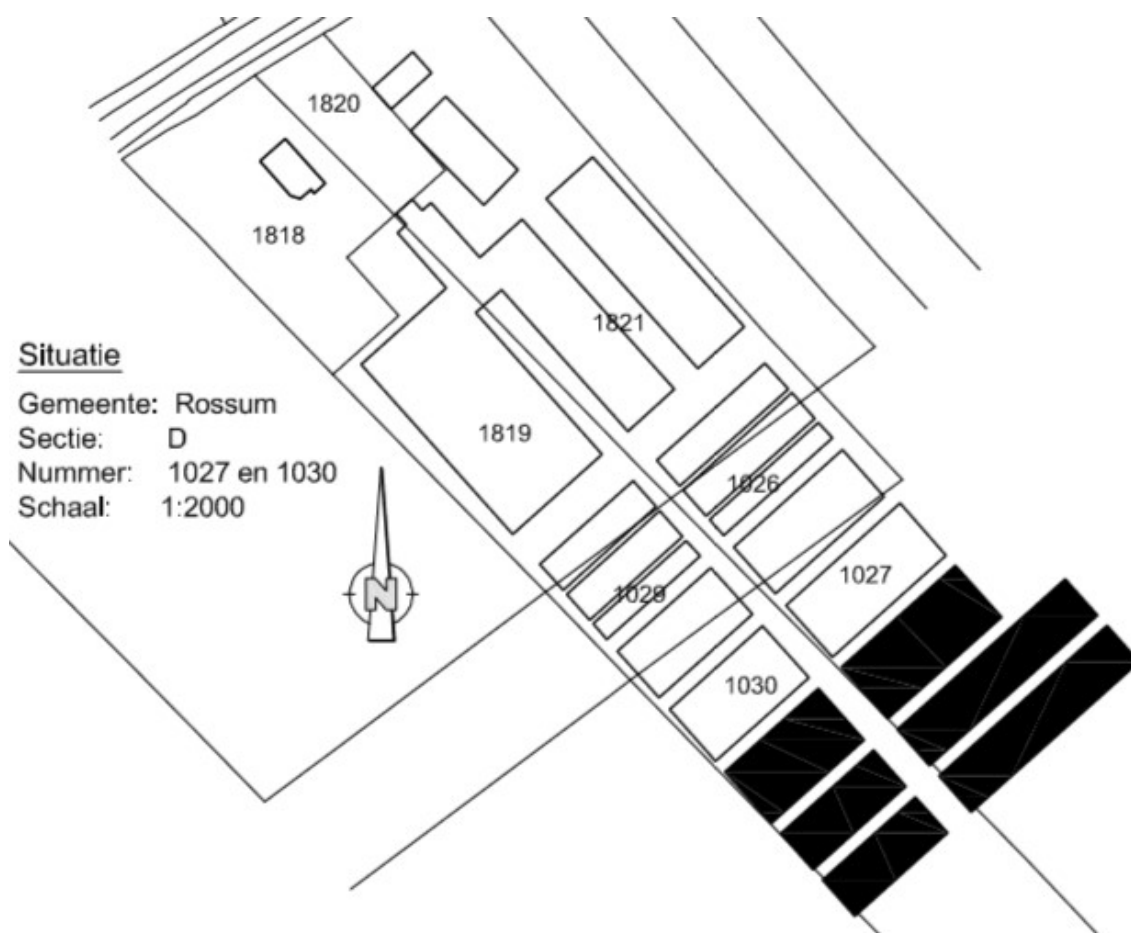 1820
1818
1821
Situatie
Gemeente: Rossum
Sectie: D
Nummer: 1027 en 1030
Schaal: 1:2000
1819
1026
1027
1029
1030
N